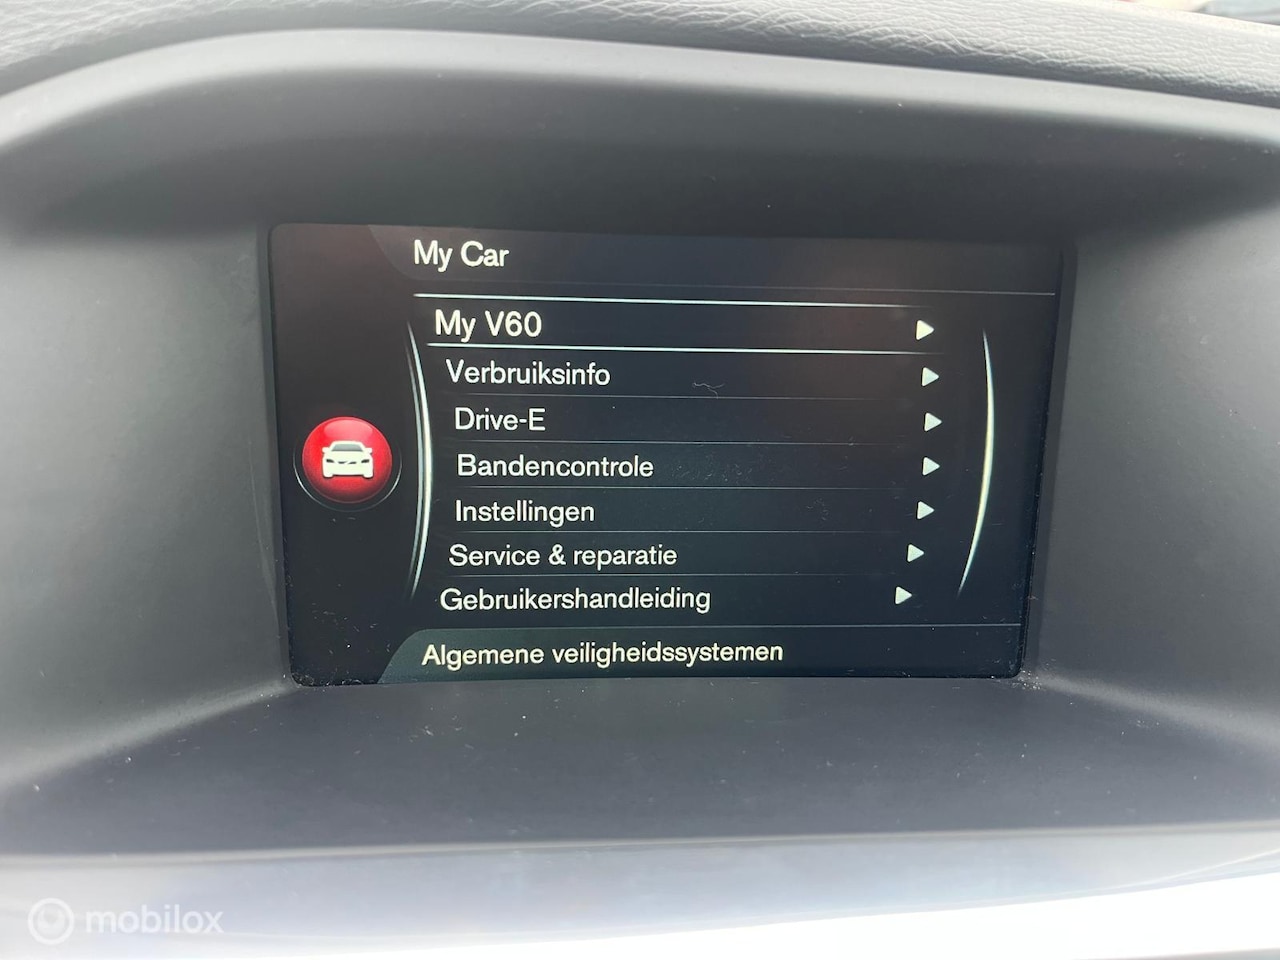 My Car
My V60
Verbruiksinfo
Drive-E
Bandencontrole
Instellingen
Service & reparatie
Gebruikershandleiding
Algemene veiligheidssystemen
mobilox